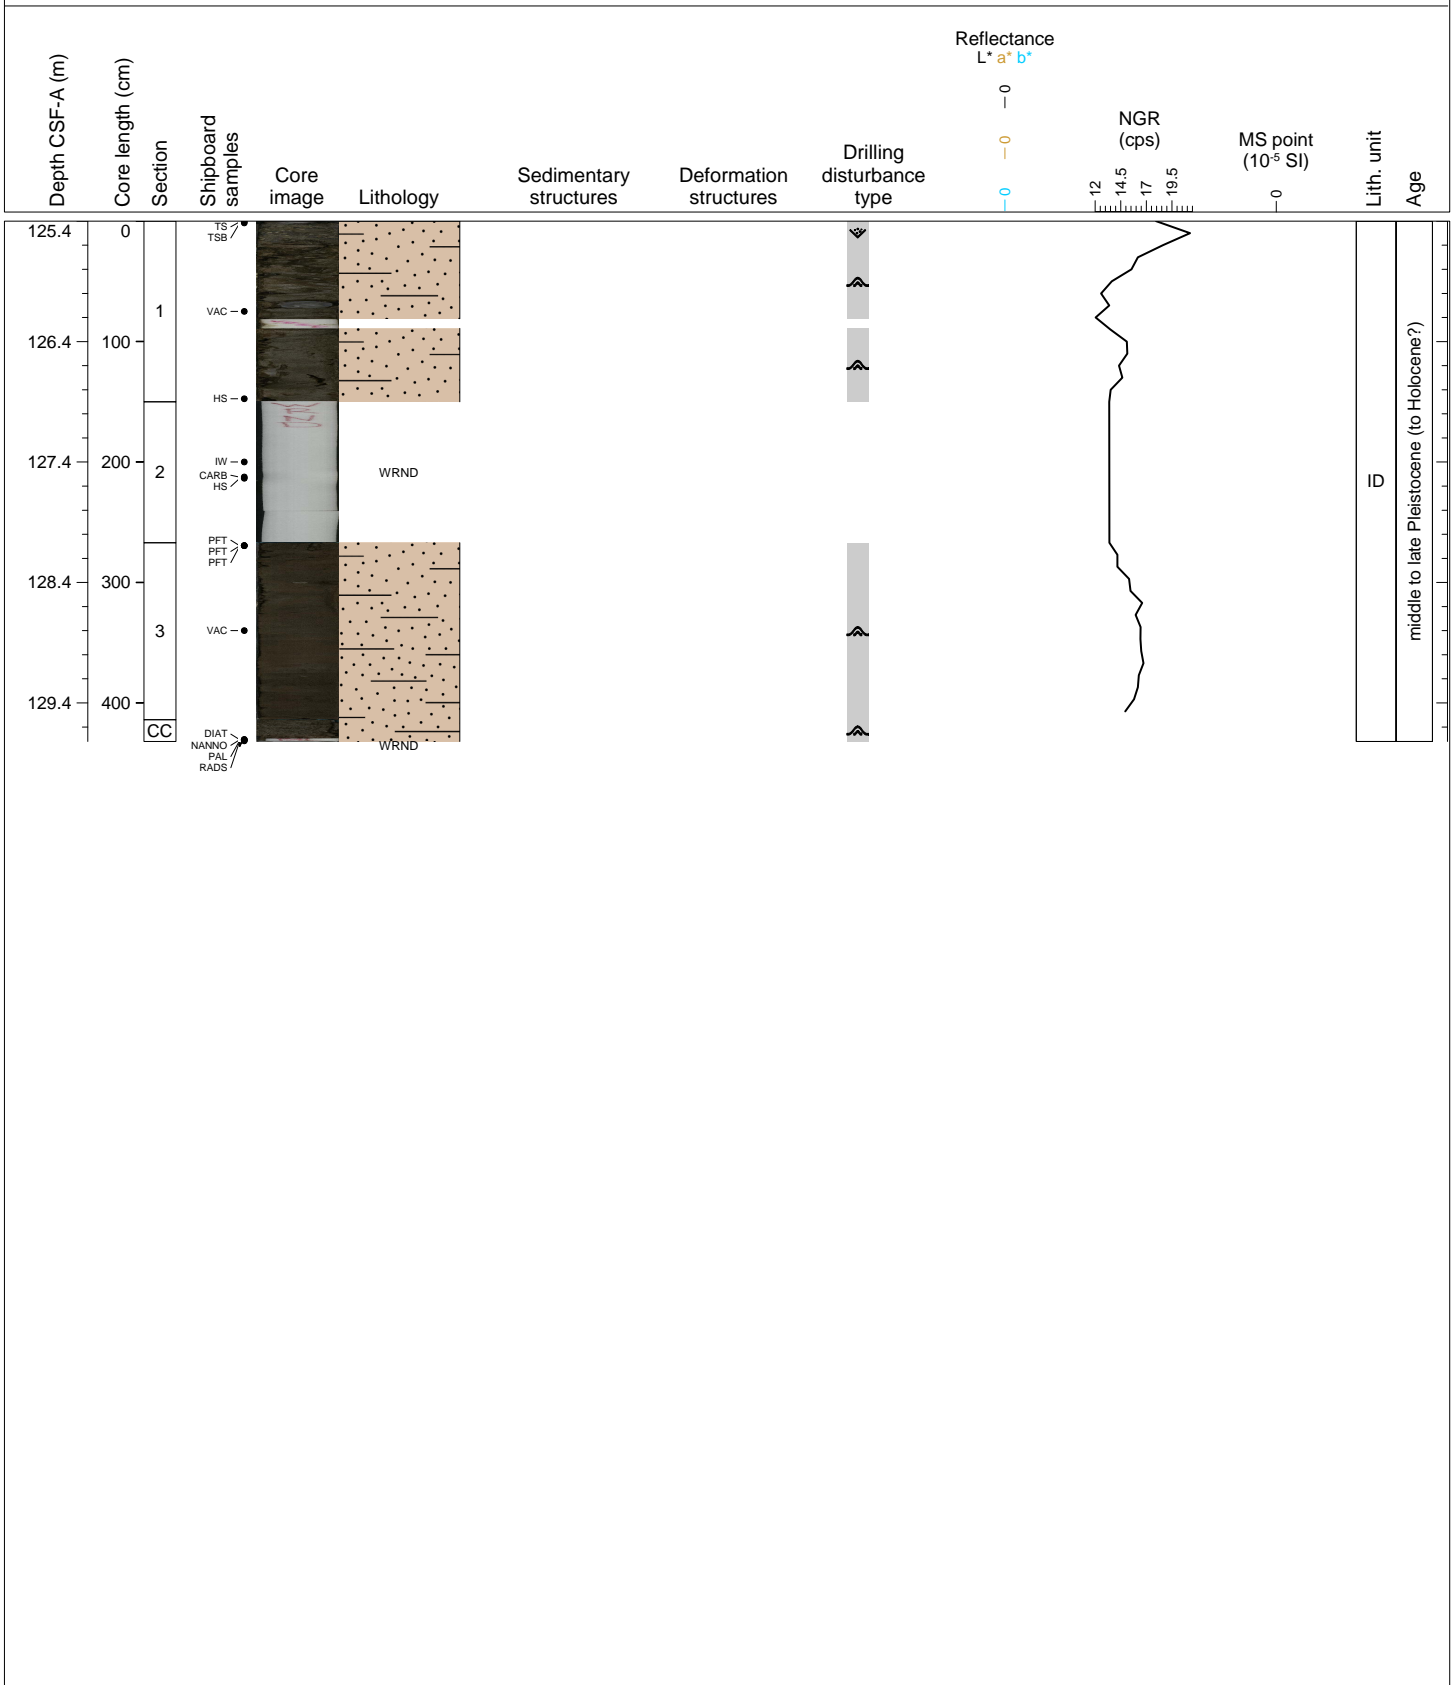 Depth CSF-A (m)
Core length (cm)
Section
Shipboard
samples
Core
image
Lithology
Sedimentary
structures
Deformation
structures
Drilling
disturbance
type
Reflectance
L* a* b*
0
0
0
NGR
(cps)
12 14.5 17 19.5
MS point
(10-5 SI)
0
Lith. unit
Age
125.4 0
126.4 100
127.4 200
128.4 300
129.4 400
1
2
3
CC
TS
TSB
VAC
HS
IW
CARB
HS
PFT
PFT
PFT
VAC
DIAT
NANNO
PAL
RADS
WRND
WRND
ID
middle to late Pleistocene (to Holocene?)